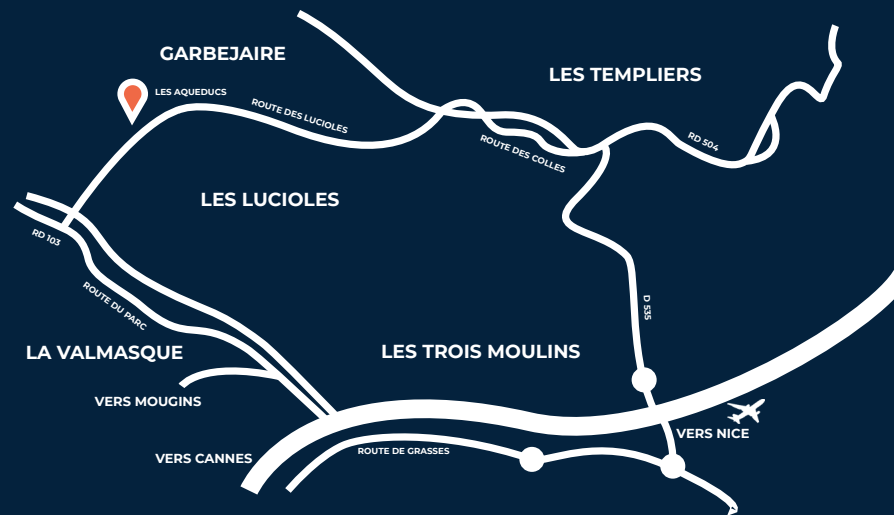 GARBEJAIRE
LES TEMPLIERS
LES AQUEDUCS
ROUTE DES LUCIOLES
ROUTE DES COLLES
RD 504
LES LUCIOLES
RD 103
ROUTE DU PARC
D 535
LA VALMASQUE
LES TROIS MOULINS
VERS MOUGINS
VERS NICE
VERS CANNES
ROUTE DE GRASSES